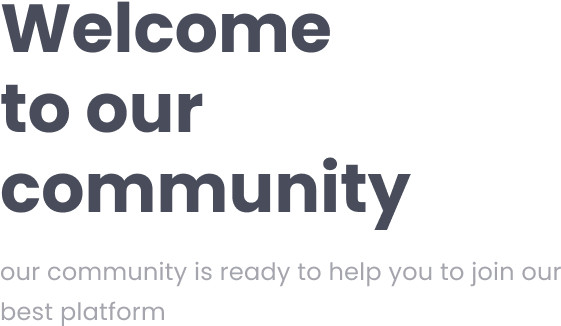 Welcome
to our
community
our community is ready to help you to join our
best platform